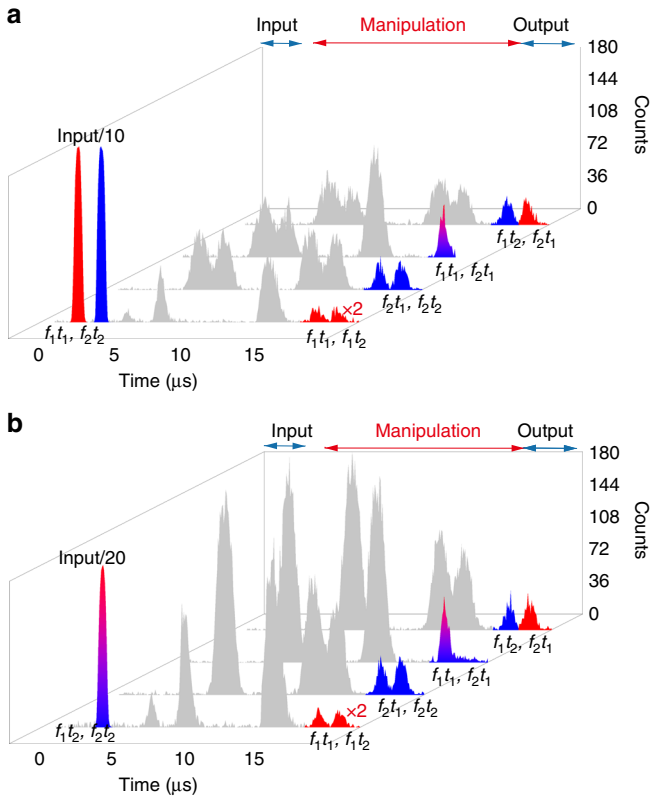 a
Input Manipulation Output
180
144
108
72
36
0
Counts
Input/10
f₁t₂, f₂t₁
f₁t₁, f₂t₁
f₂t₁, f₂t₂
×2
f₁t₁, f₂t₂
f₁t₁, f₁t₂
0 5 10 15
Time (μs)
b
Input Manipulation Output
180
144
108
72
36
0
Counts
Input/20
f₁t₂, f₂t₁
f₁t₁, f₂t₁
f₂t₁, f₂t₂
×2
f₁t₂, f₂t₂
f₁t₁, f₁t₂
0 5 10 15
Time (μs)